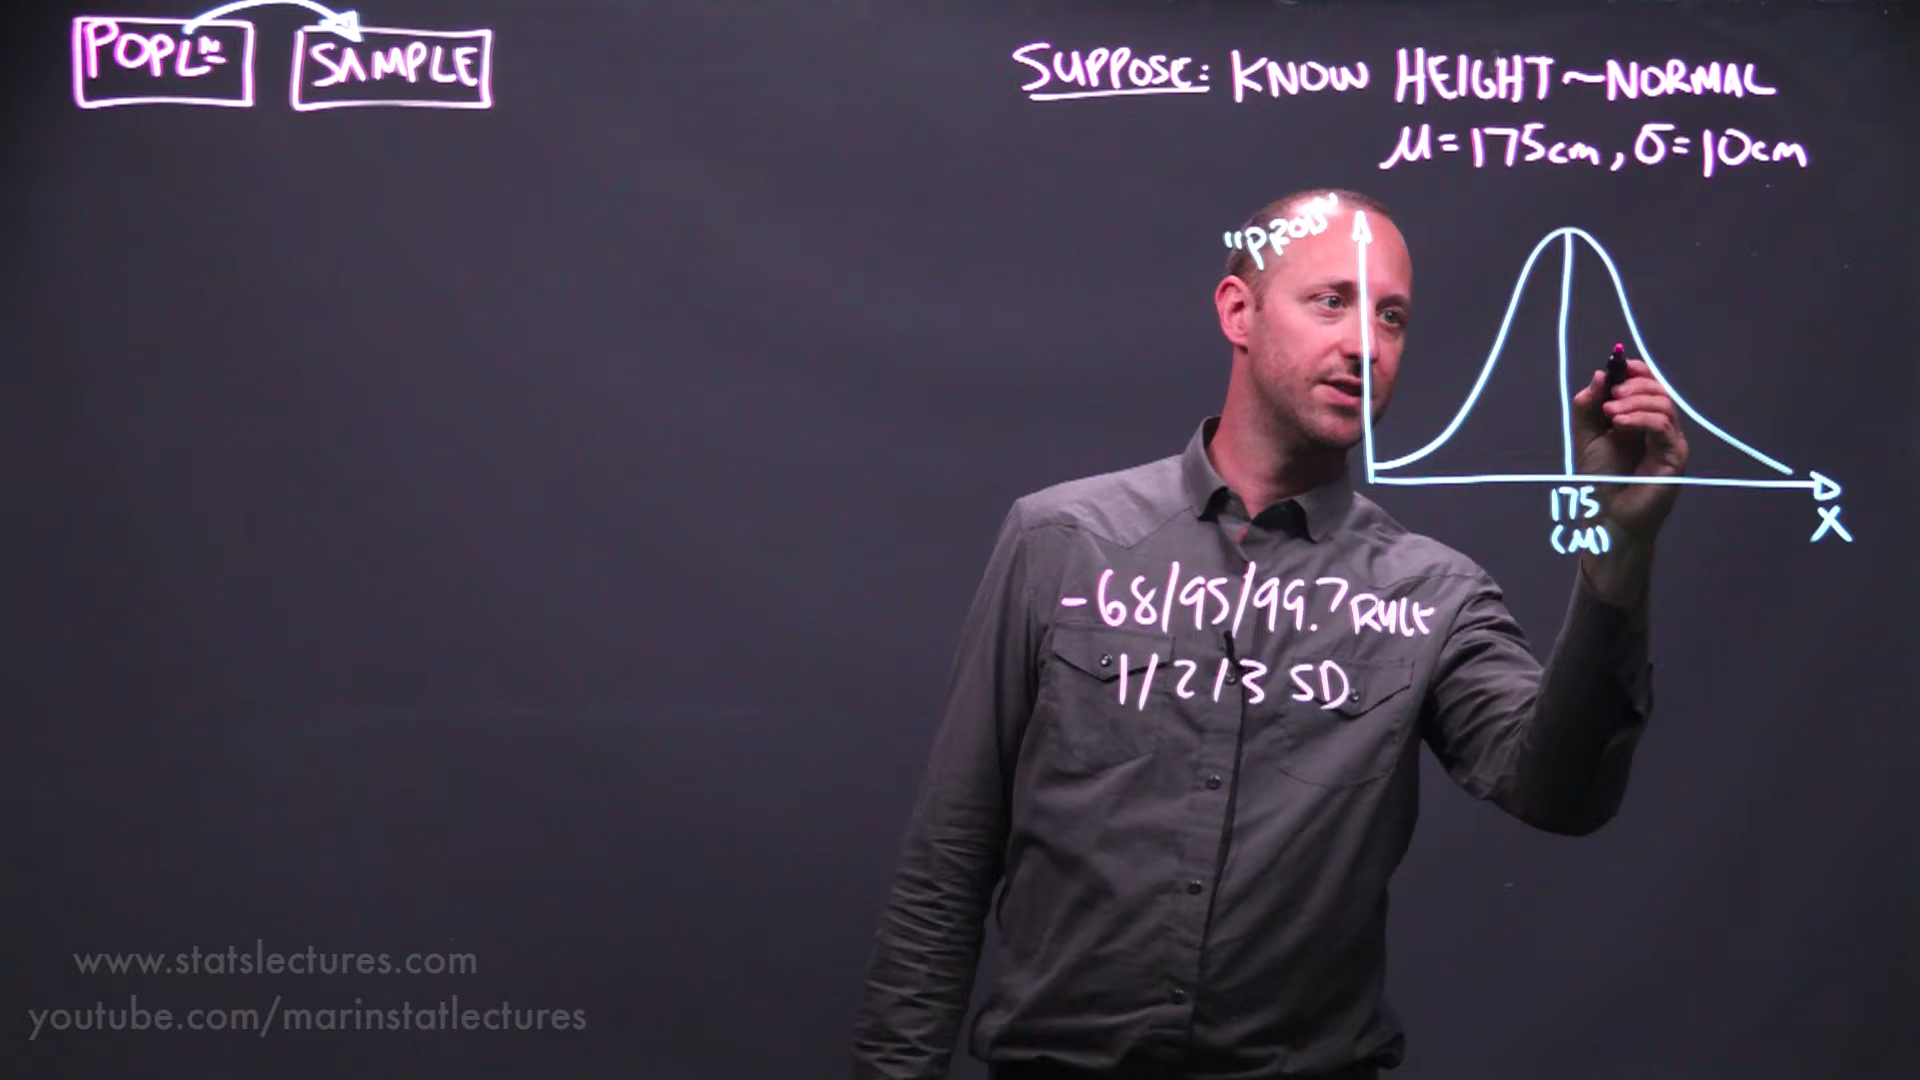 POPLⁿ
SAMPLE
SUPPOSE: KNOW HEIGHT ~ NORMAL
μ = 175cm, σ = 10cm
"PROB"
175
(μ)
X
- 68/95/99.7 RULE
1/2/3 SD
www.statslectures.com
youtube.com/marinstatlectures